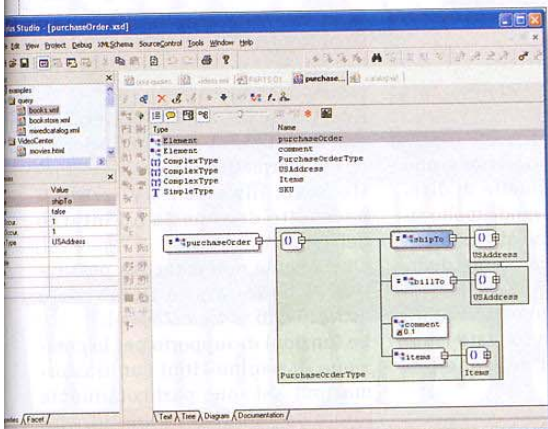 Studio - [purchaseOrder.xsd]
Edit View Project Debug XMLSchema SourceControl Tools Window Help
purchase...
examples
query
books.xml
bookstore.xml
mixedcatalog.xml
VideoCenter
movies.html
Type Name
Element purchaseOrder
Element comment
ComplexType PurchaseOrderType
ComplexType USAddress
ComplexType Items
SimpleType SKU
Value
shipTo
false
1
1
USAddress
purchaseOrder
shipTo
USAddress
billTo
USAddress
comment
0..1
items
Items
PurchaseOrderType
Facet
Text Tree Diagram Documentation